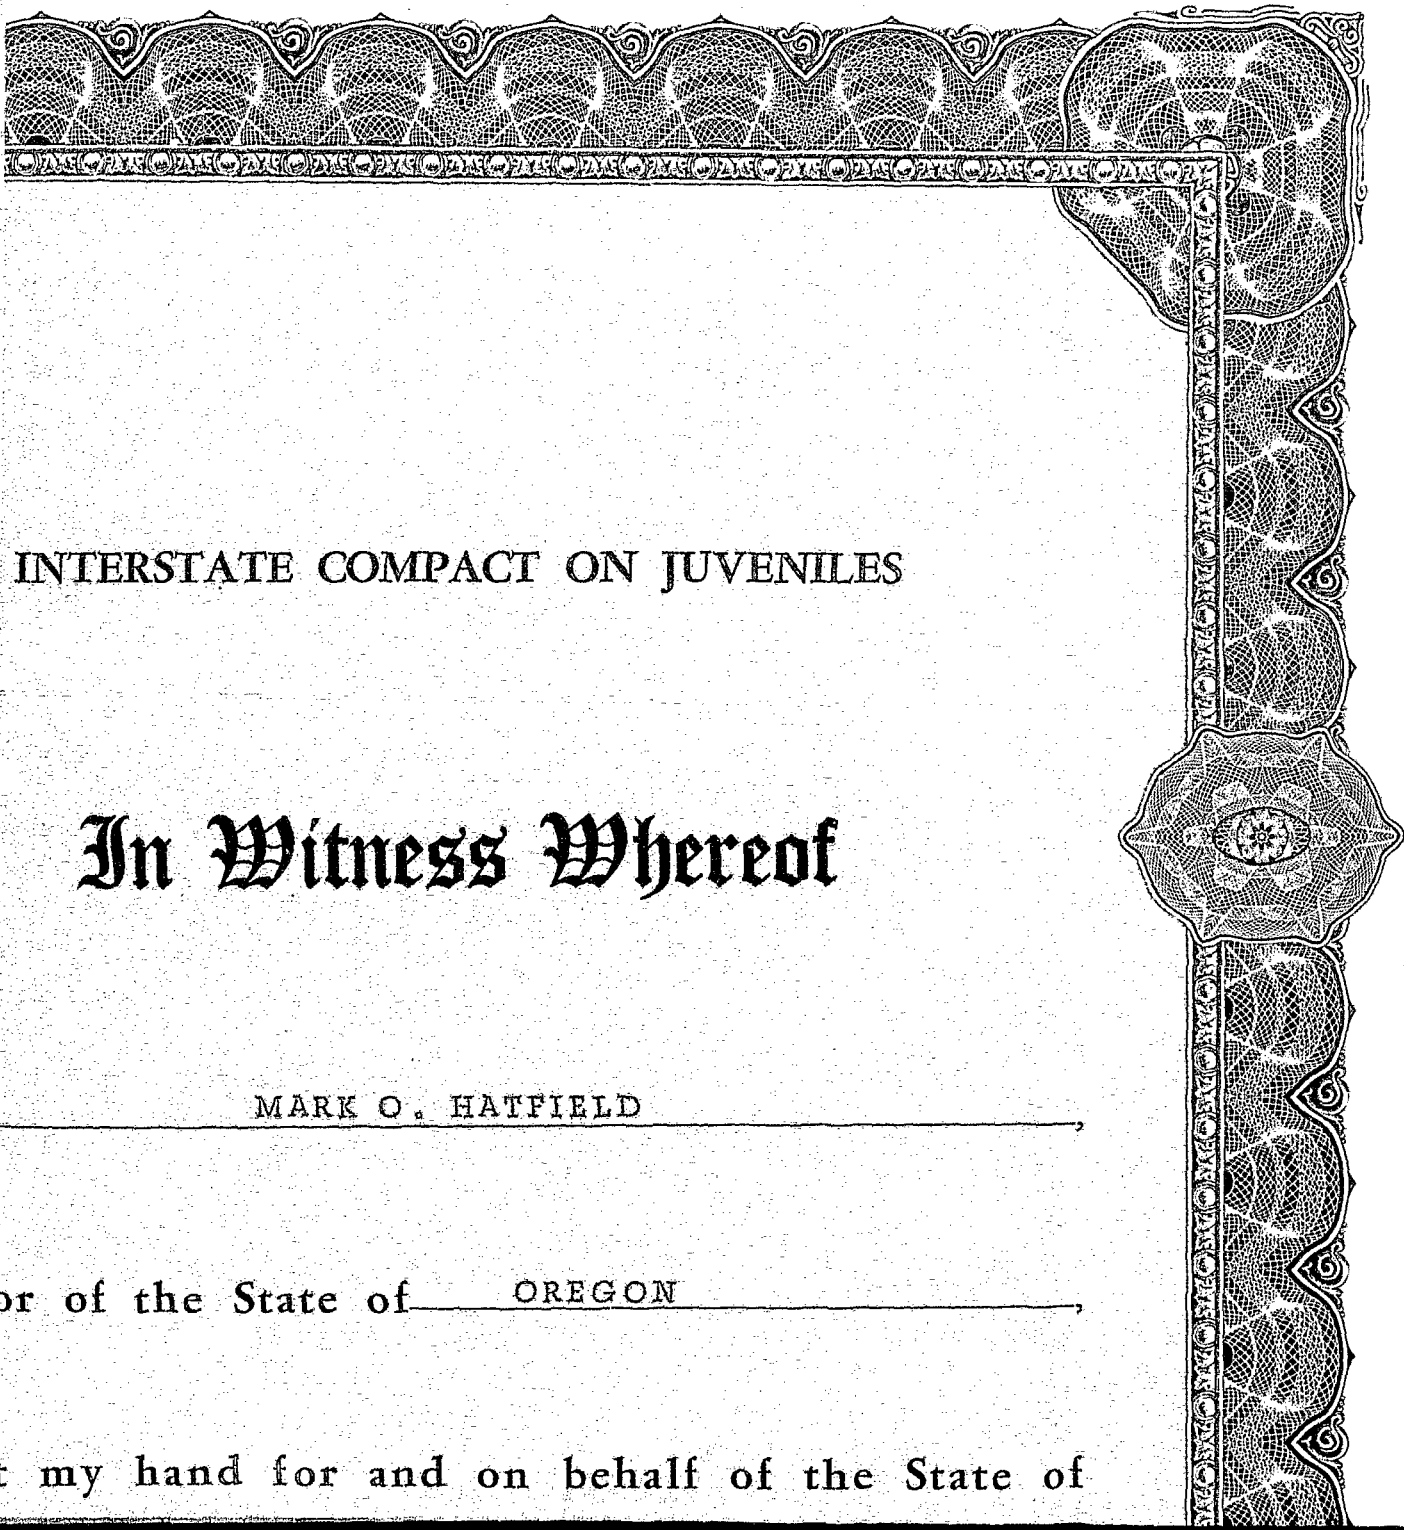 INTERSTATE COMPACT ON JUVENILES
In Witness Whereof
MARK O. HATFIELD,
or of the State of OREGON,
my hand for and on behalf of the State of